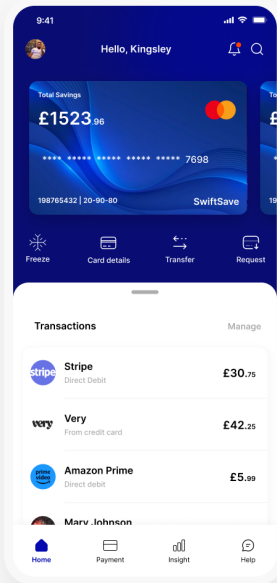 9:41
Hello, Kingsley
Total Savings
£1523.96
**** ***** ***** ***** ***** 7698
198765432 | 20-90-80
SwiftSave
To
£
19
Freeze
Card details
Transfer
Request
Transactions
Manage
stripe
Stripe
Direct Debit
£30.75
very
Very
From credit card
£42.25
prime
video
Amazon Prime
Direct debit
£5.99
Mary Johnson
Home
Payment
Insight
Help